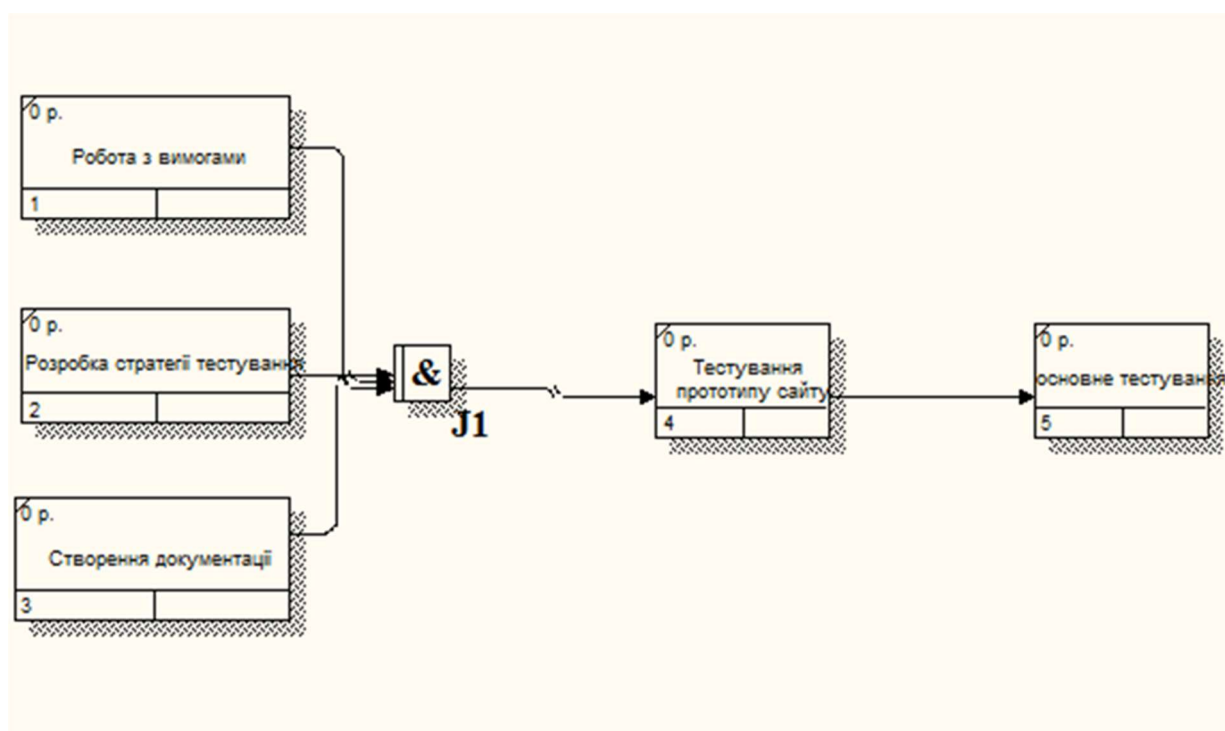 0 р.
Робота з вимогами
1
0 р.
Розробка стратегії тестування
2
0 р.
Створення документації
3
&
J1
0 р.
Тестування
прототипу сайту
4
0 р.
основне тестування
5